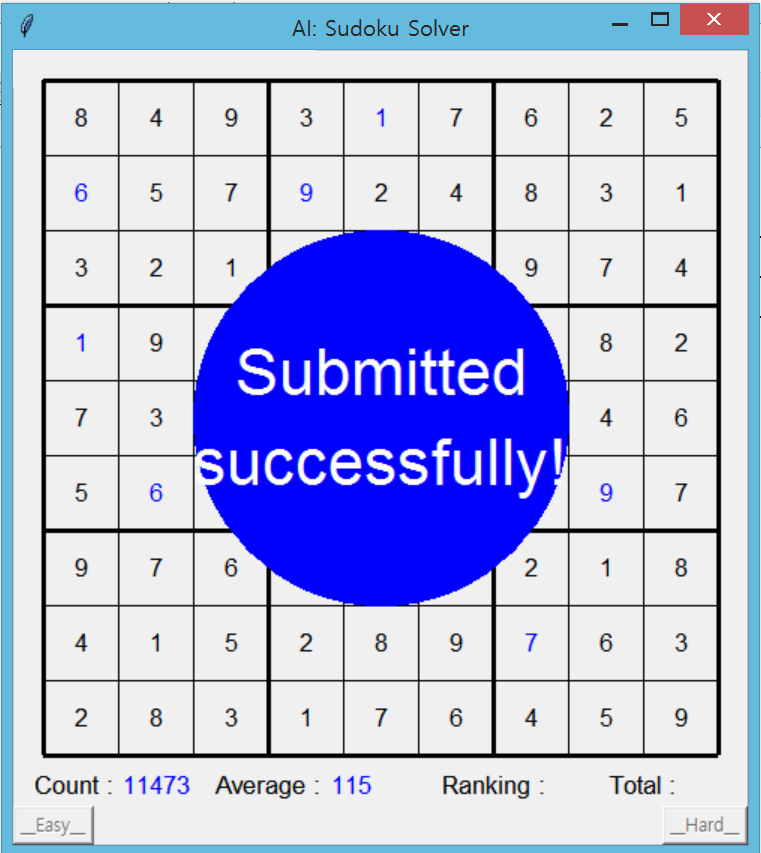 AI: Sudoku Solver
8 4 9 3 1 7 6 2 5
6 5 7 9 2 4 8 3 1
3 2 1 9 7 4
1 9 8 2
7 3 4 6
5 6 9 7
Submitted
successfully!
9 7 6 2 1 8
4 1 5 2 8 9 7 6 3
2 8 3 1 7 6 4 5 9
Count : 11473 Average : 115 Ranking : Total :
__Easy__ __Hard__